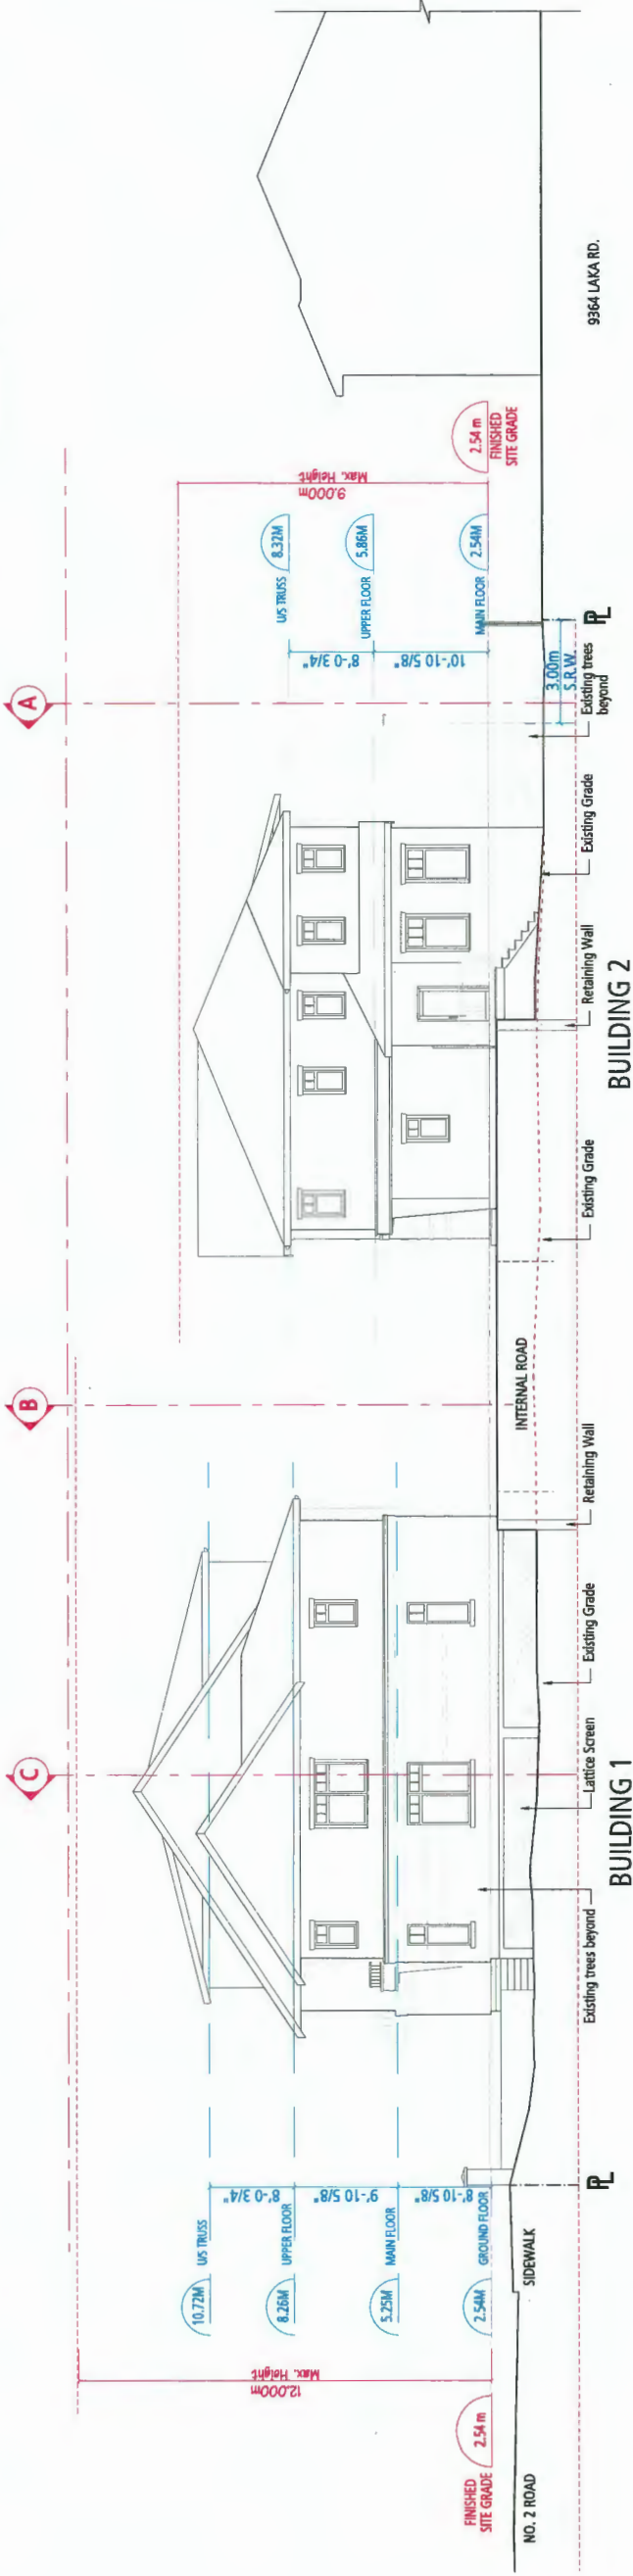 C
B
A
12.000m
Max. Height
FINISHED
SITE GRADE
2.54 m
10.72M
U/S TRUSS
8'-0 3/4"
8.26M
UPPER FLOOR
9'-10 5/8"
5.25M
MAIN FLOOR
8'-10 5/8"
2.54M
GROUND FLOOR
9.000m
Max. Height
U/S TRUSS
8.32M
8'-0 3/4"
UPPER FLOOR
5.86M
10'-10 5/8"
MAIN FLOOR
2.54M
2.54 m
FINISHED
SITE GRADE
NO. 2 ROAD
SIDEWALK
PL
Existing trees beyond
Lattice Screen
Existing Grade
Retaining Wall
INTERNAL ROAD
Existing Grade
Retaining Wall
Existing Grade
Existing trees
beyond
3.00m
S.R.W.
PL
9364 LAKA RD.
BUILDING 1
BUILDING 2